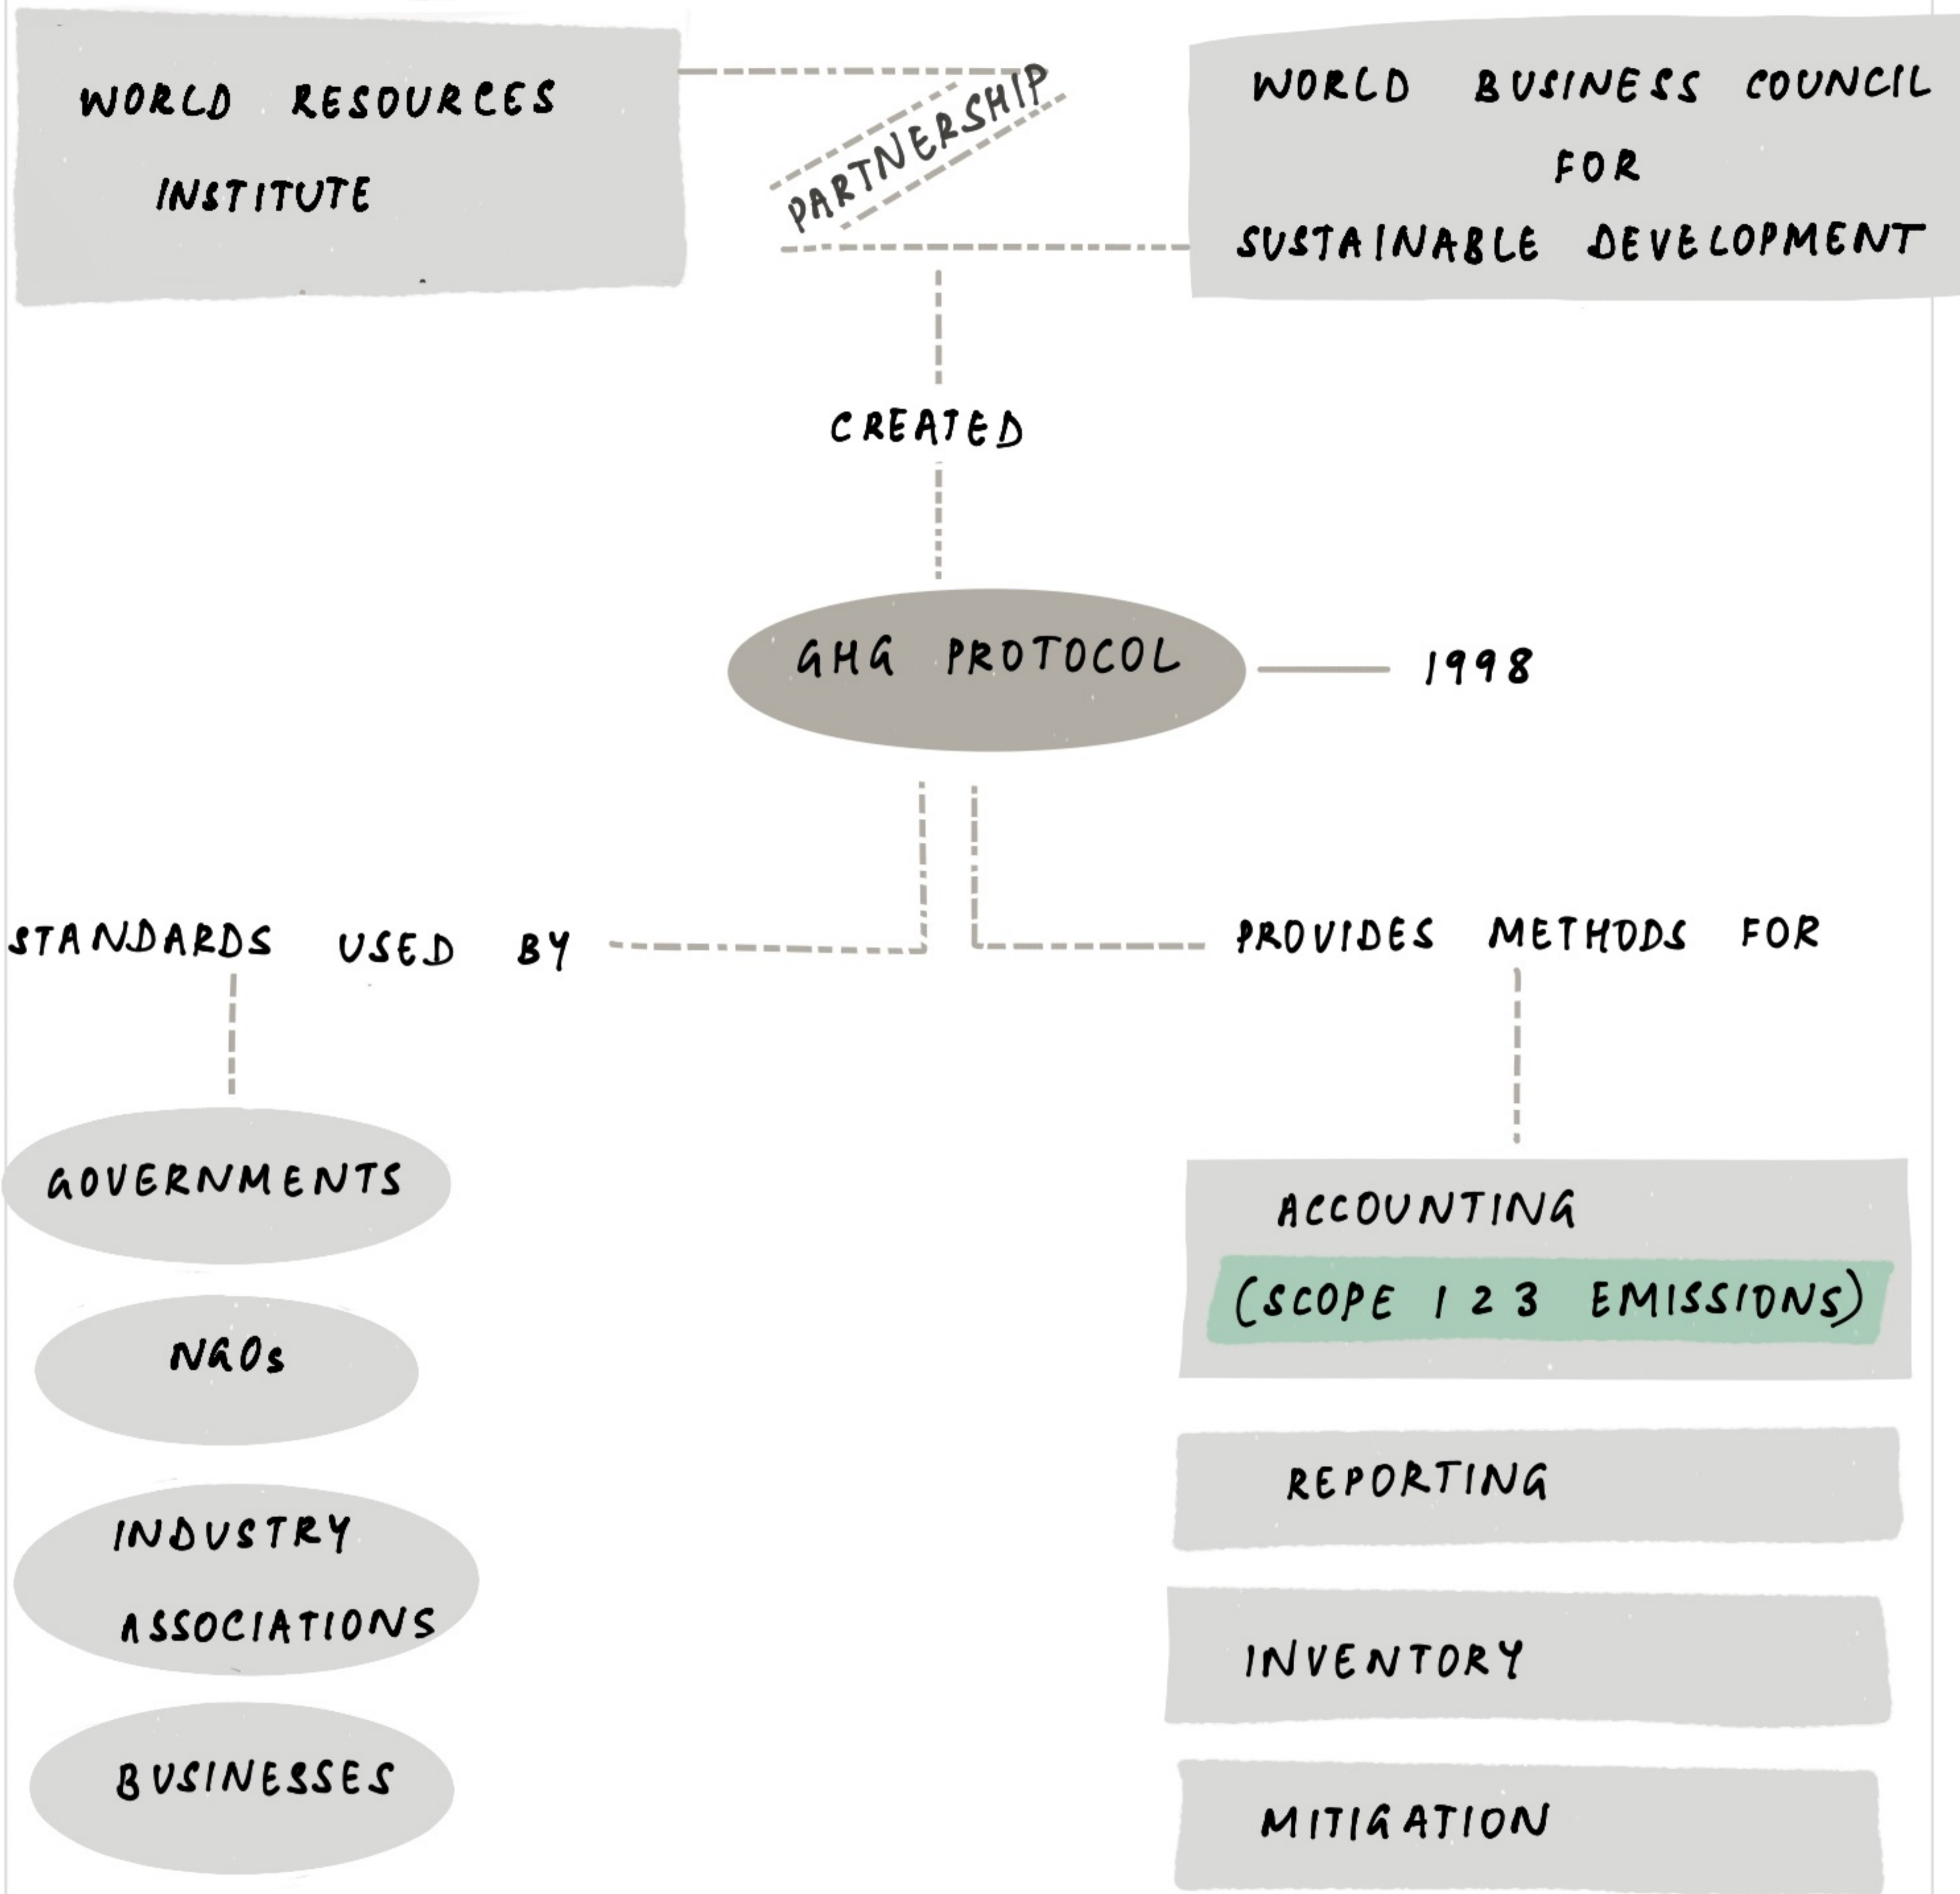 WORLD RESOURCES
INSTITUTE
PARTNERSHIP
WORLD BUSINESS COUNCIL
FOR
SUSTAINABLE DEVELOPMENT
CREATED
GHG PROTOCOL
1998
STANDARDS USED BY
PROVIDES METHODS FOR
GOVERNMENTS
NGOs
INDUSTRY
ASSOCIATIONS
BUSINESSES
ACCOUNTING
(SCOPE 1 2 3 EMISSIONS)
REPORTING
INVENTORY
MITIGATION